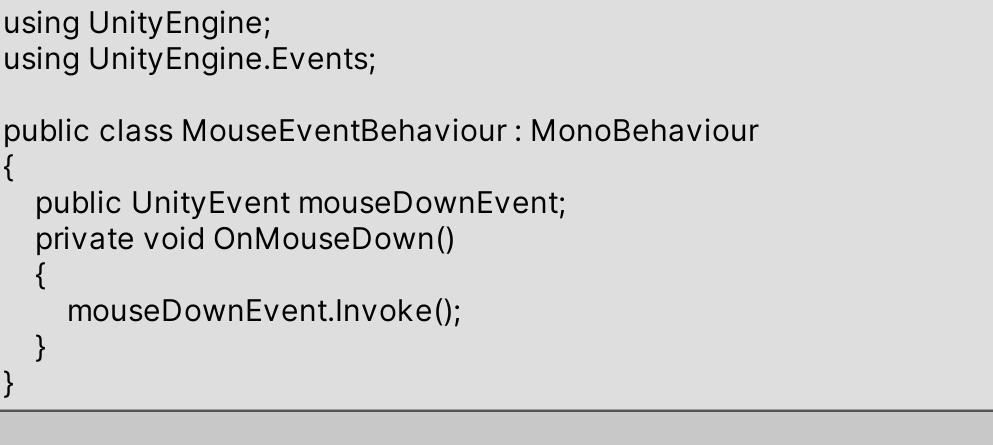 using UnityEngine;
using UnityEngine.Events;
public class MouseEventBehaviour : MonoBehaviour
{
public UnityEvent mouseDownEvent;
private void OnMouseDown()
{
mouseDownEvent.Invoke();
}
}